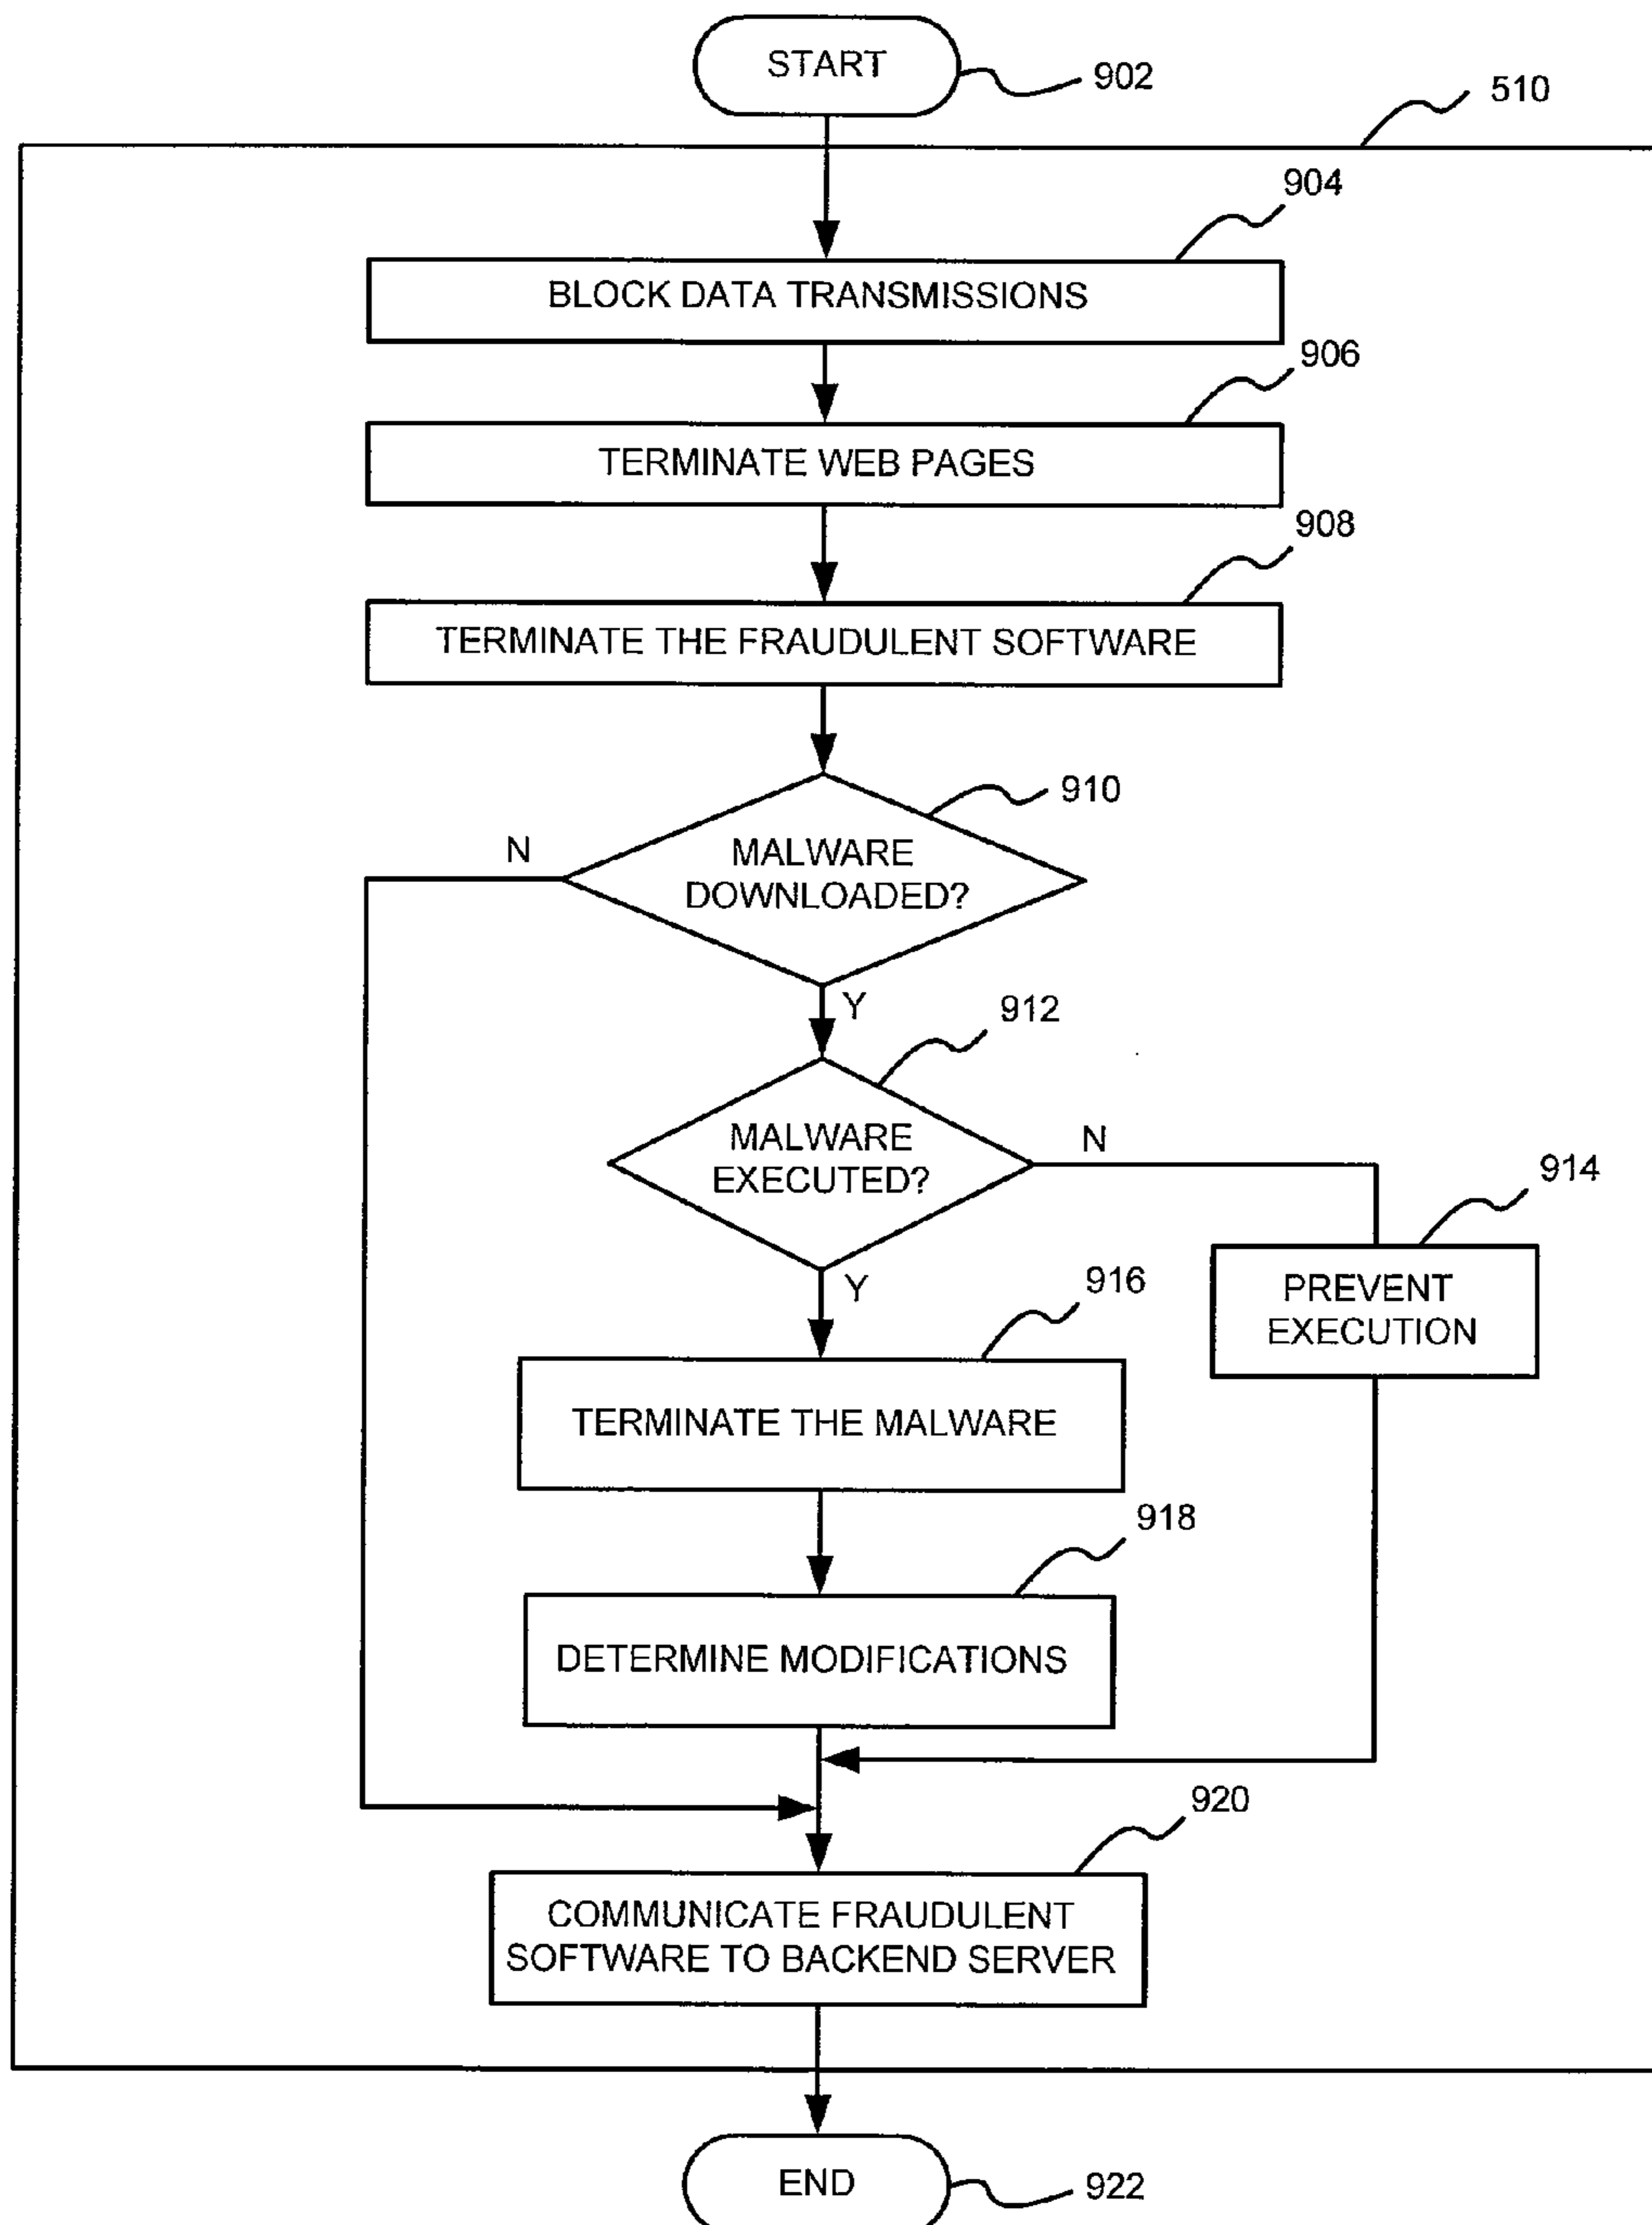 START
902
510
904
BLOCK DATA TRANSMISSIONS
906
TERMINATE WEB PAGES
908
TERMINATE THE FRAUDULENT SOFTWARE
910
N
MALWARE
DOWNLOADED?
Y
912
MALWARE
EXECUTED?
N
914
PREVENT
EXECUTION
Y
916
TERMINATE THE MALWARE
918
DETERMINE MODIFICATIONS
920
COMMUNICATE FRAUDULENT
SOFTWARE TO BACKEND SERVER
END
922